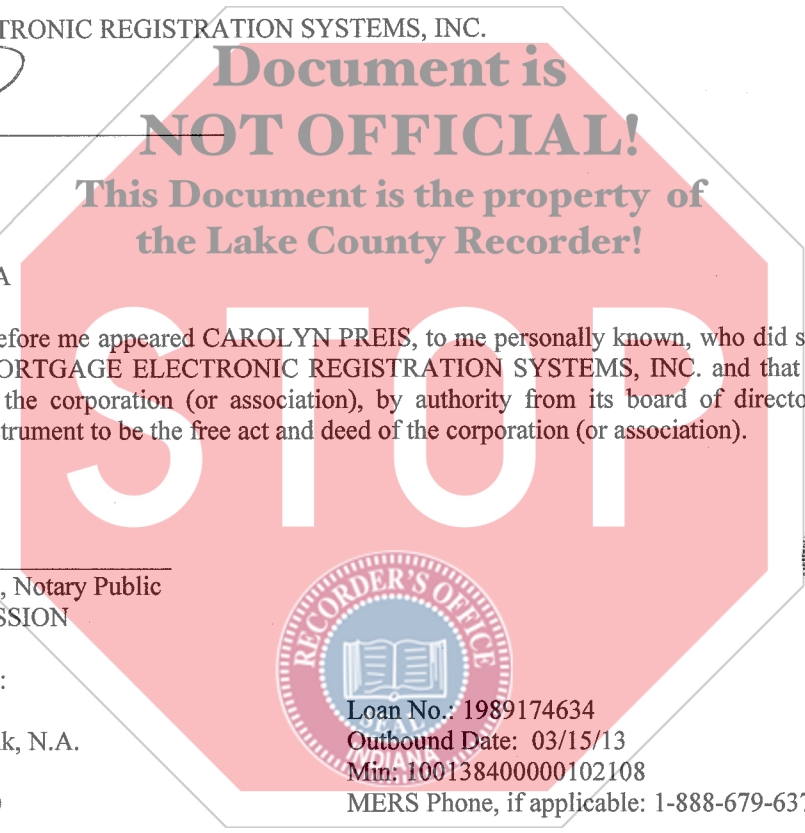 TRONIC REGISTRATION SYSTEMS, INC.
Document is
NOT OFFICIAL!
This Document is the property of
the Lake County Recorder!
A
efore me appeared CAROLYN PREIS, to me personally known, who did s
ORTGAGE ELECTRONIC REGISTRATION SYSTEMS, INC. and that
the corporation (or association), by authority from its board of directo
strument to be the free act and deed of the corporation (or association).
STOP
, Notary Public
SSION
:
RECORDER'S OFFICE
SEAL
INDIANA
Loan No.: 1989174634
k, N.A.
Outbound Date: 03/15/13
Min: 100138400000102108
MERS Phone, if applicable: 1-888-679-637